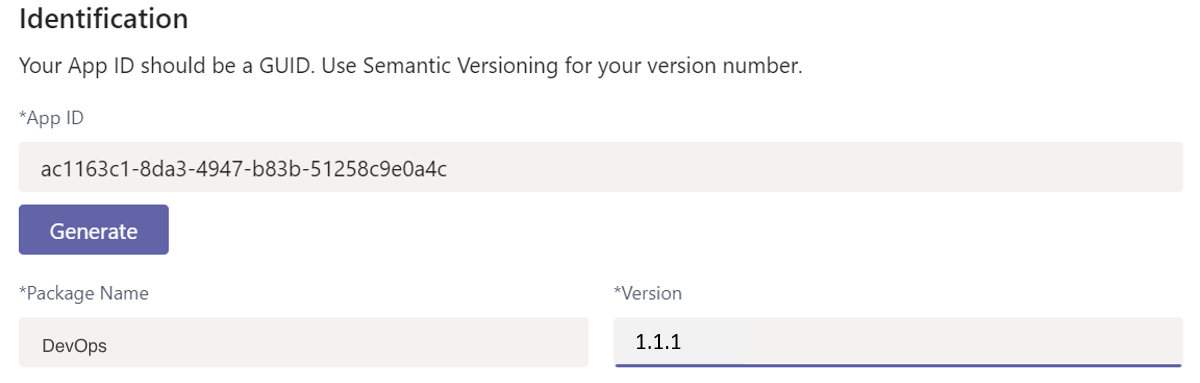 Identification
Your App ID should be a GUID. Use Semantic Versioning for your version number.
*App ID
ac1163c1-8da3-4947-b83b-51258c9e0a4c
Generate
*Package Name
*Version
DevOps
1.1.1